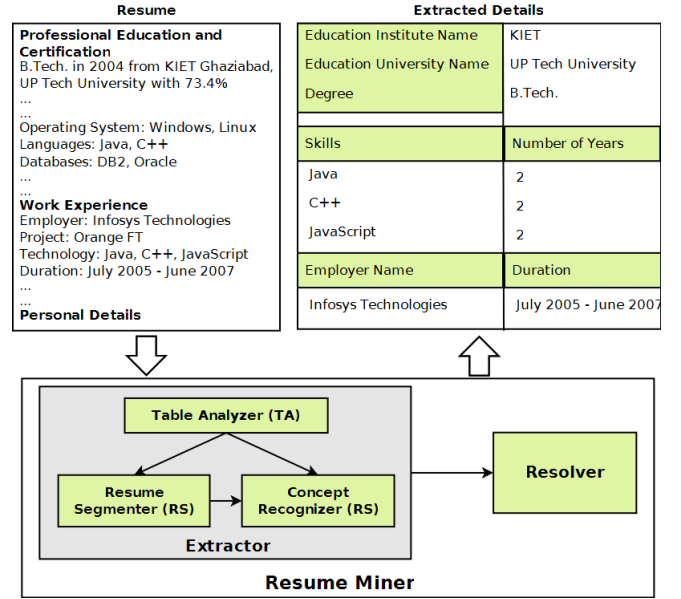 Resume
Professional Education and
Certification
B.Tech. in 2004 from KIET Ghaziabad,
UP Tech University with 73.4%
...
...
Operating System: Windows, Linux
Languages: Java, C++
Databases: DB2, Oracle
...
...
Work Experience
Employer: Infosys Technologies
Project: Orange FT
Technology: Java, C++, JavaScript
Duration: July 2005 - June 2007
...
...
Personal Details
Extracted Details
Education Institute Name KIET
Education University Name UP Tech University
Degree B.Tech.
Skills Number of Years
Java 2
C++ 2
JavaScript 2
Employer Name Duration
Infosys Technologies July 2005 - June 2007
Table Analyzer (TA)
Resume
Segmenter (RS)
Concept
Recognizer (RS)
Extractor
Resolver
Resume Miner